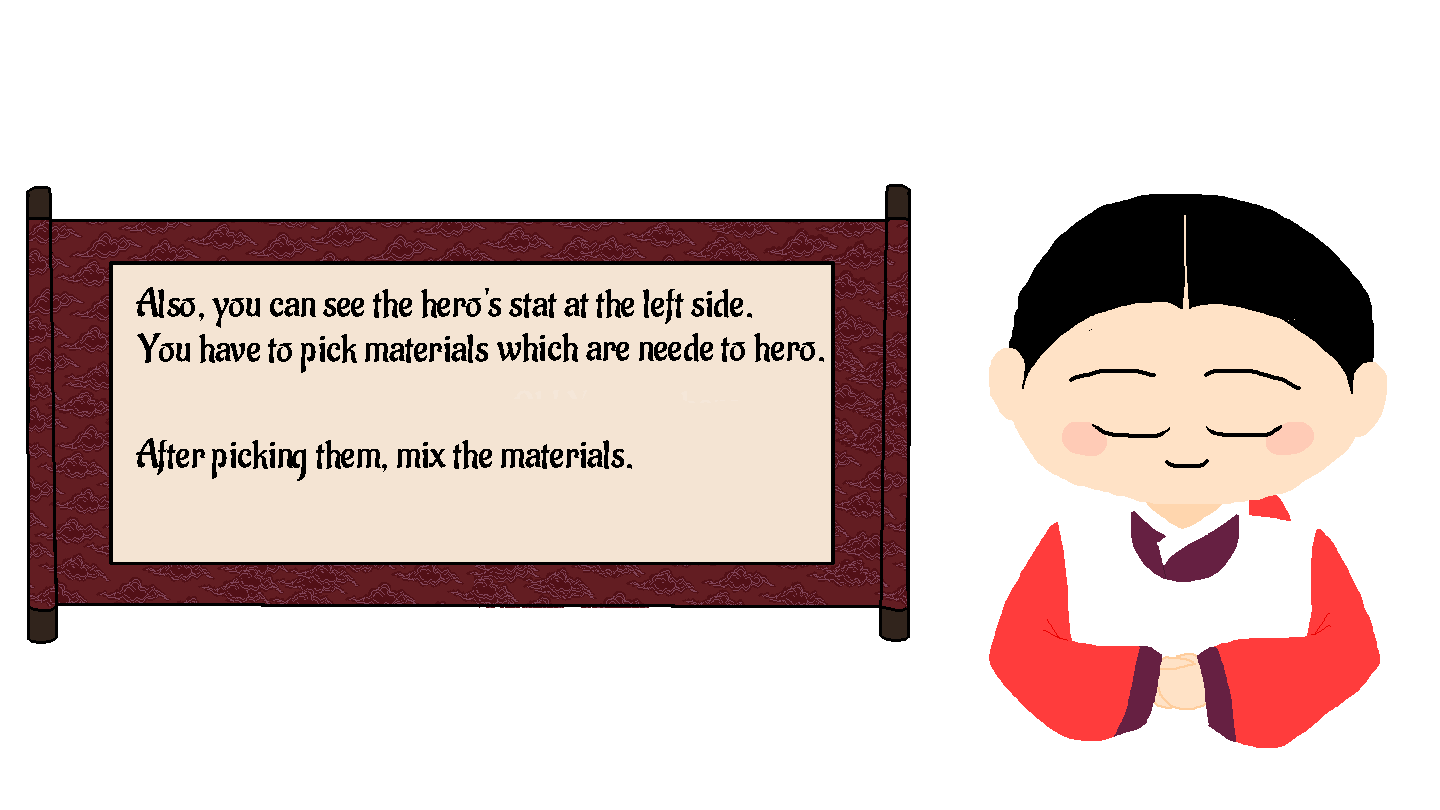 Also, you can see the hero's stat at the left side.
You have to pick materials which are neede to hero.
After picking them, mix the materials.